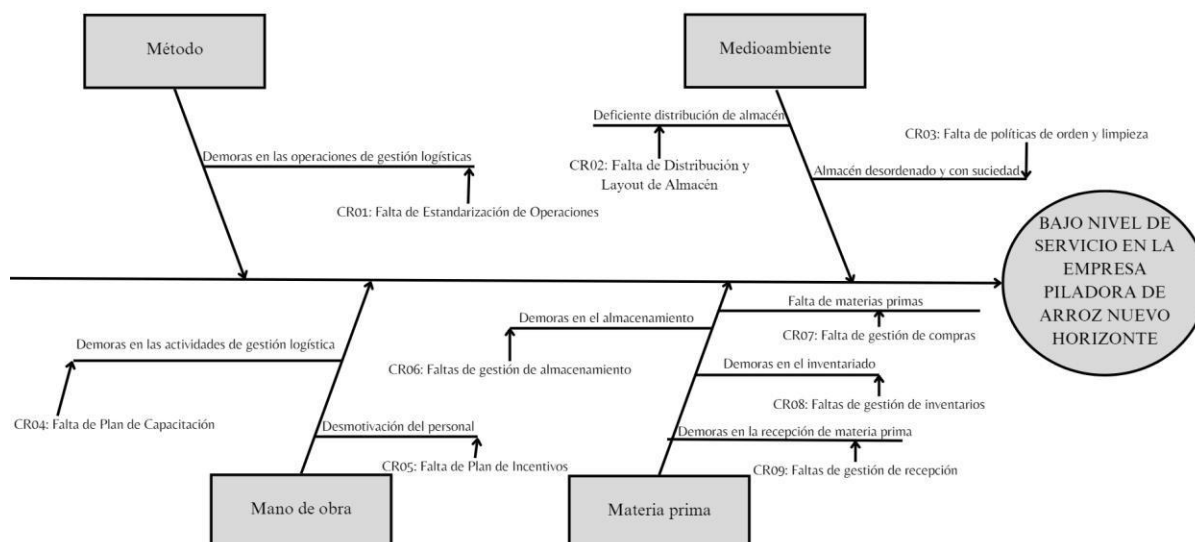 Método
Medioambiente
Deficiente distribución de almacén
CR03: Falta de políticas de orden y limpieza
Demoras en las operaciones de gestión logísticas
CR02: Falta de Distribución y
Layout de Almacén
Almacén desordenado y con suciedad
CR01: Falta de Estandarización de Operaciones
BAJO NIVEL DE
SERVICIO EN LA
EMPRESA
PILADORA DE
ARROZ NUEVO
HORIZONTE
Falta de materias primas
Demoras en el almacenamiento
CR07: Falta de gestión de compras
Demoras en las actividades de gestión logística
CR06: Faltas de gestión de almacenamiento
Demoras en el inventariado
CR08: Faltas de gestión de inventarios
CR04: Falta de Plan de Capacitación
Desmotivación del personal
Demoras en la recepción de materia prima
CR05: Falta de Plan de Incentivos
CR09: Faltas de gestión de recepción
Mano de obra
Materia prima